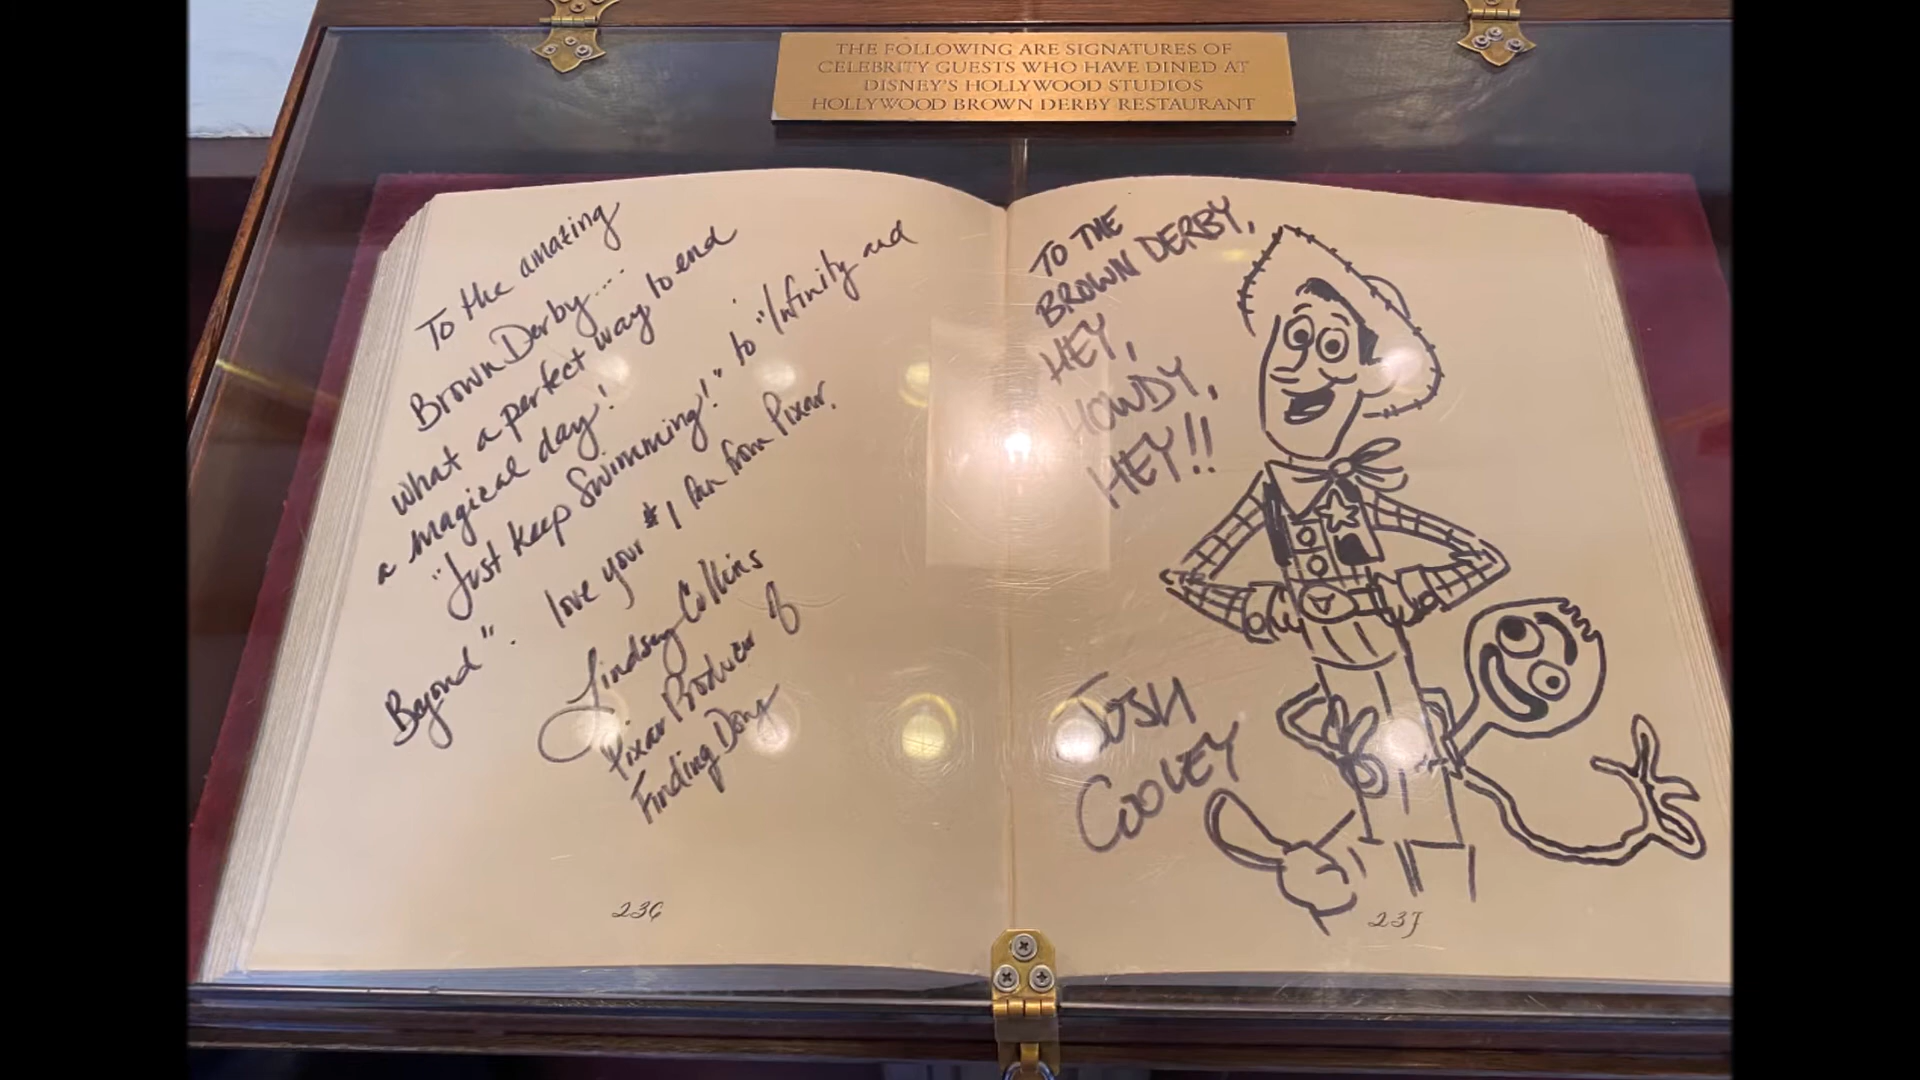 THE FOLLOWING ARE SIGNATURES OF
CELEBRITY GUESTS WHO HAVE DINED AT
DISNEY'S HOLLYWOOD STUDIOS
HOLLYWOOD BROWN DERBY RESTAURANT
To the amazing
Brown Derby...
what a perfect way to end
a magical day!
"Just keep Swimming!" to "Infinity and
Beyond". love your #1 fan from Pixar.
Lindsey Collins
Pixar Producer of
Finding Dory
236
TO THE
BROWN DERBY,
HEY,
HOWDY,
HEY!!
JOSH
COOLEY
237